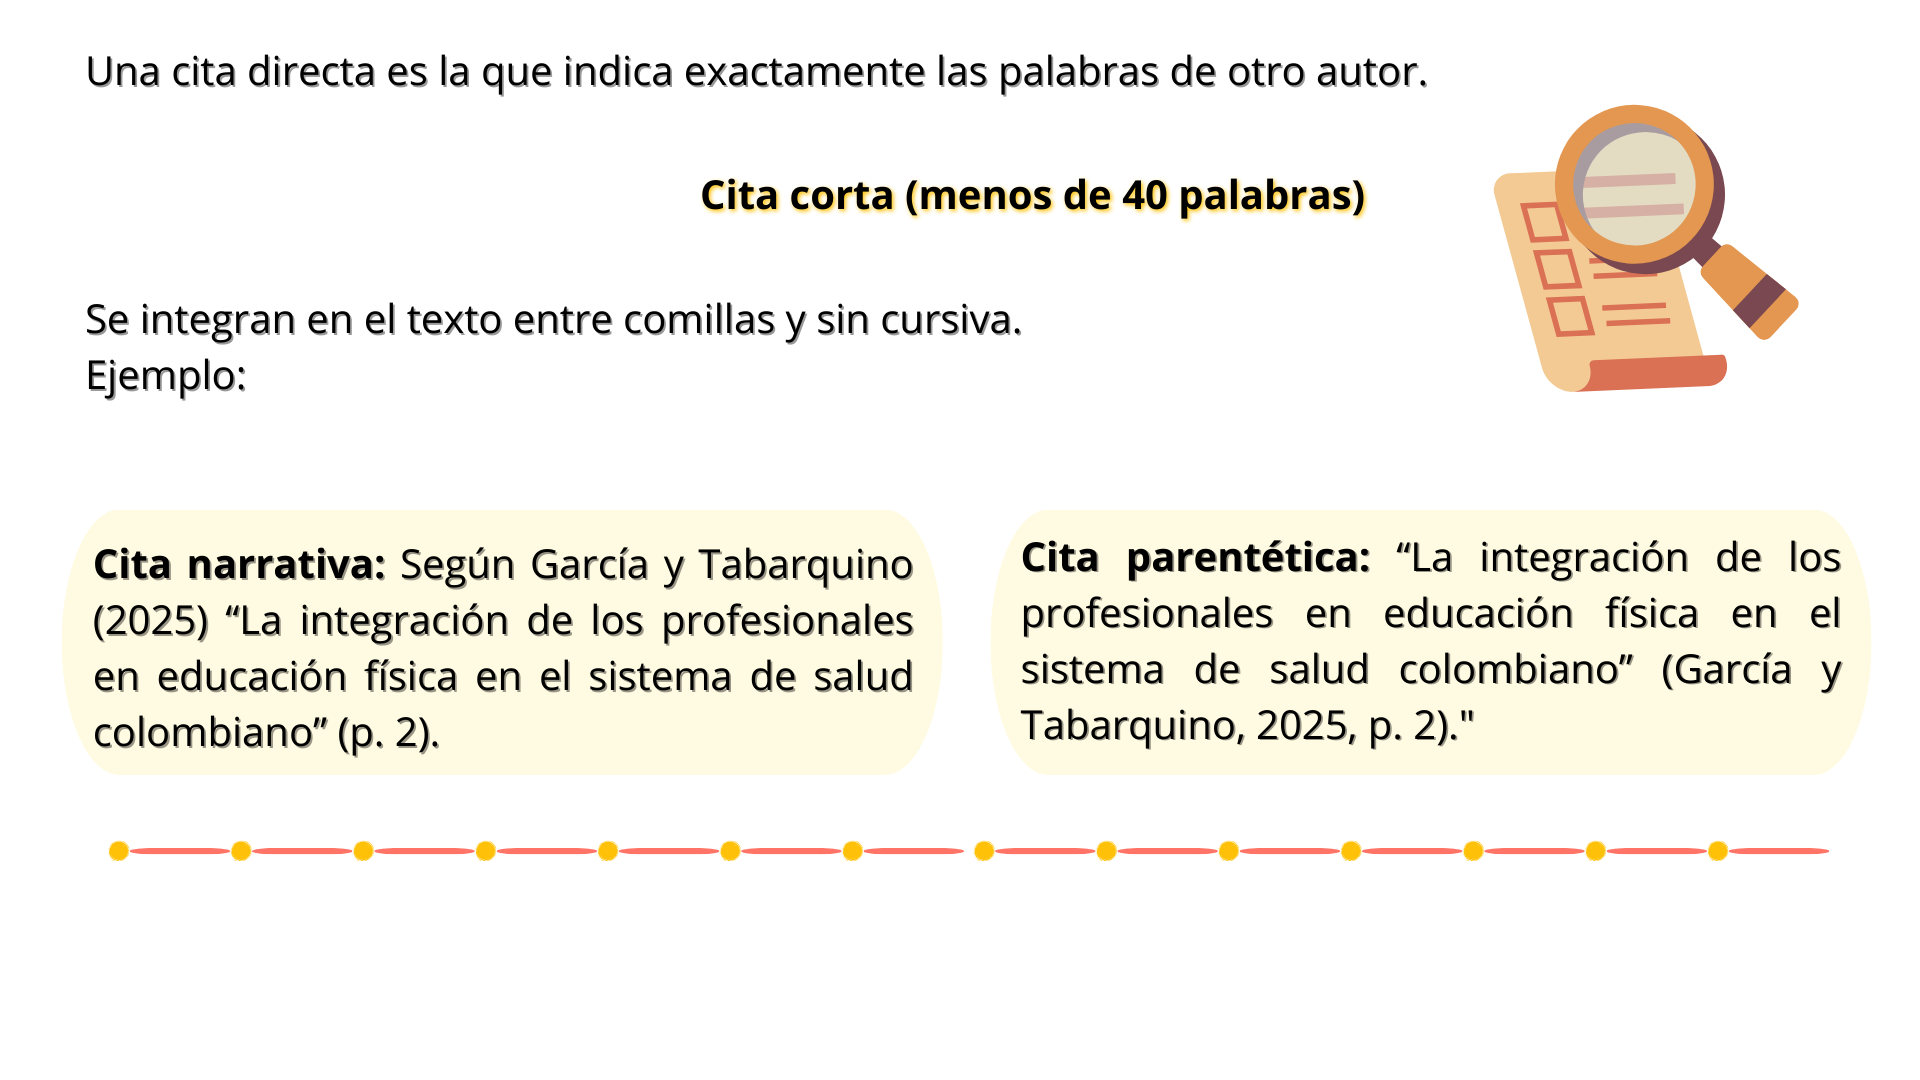 Una cita directa es la que indica exactamente las palabras de otro autor.
Cita corta (menos de 40 palabras)
Se integran en el texto entre comillas y sin cursiva.
Ejemplo:
Cita narrativa: Según García y Tabarquino
(2025) “La integración de los profesionales
en educación física en el sistema de salud
colombiano” (p. 2).
Cita parentética: “La integración de los
profesionales en educación física en el
sistema de salud colombiano” (García y
Tabarquino, 2025, p. 2)."